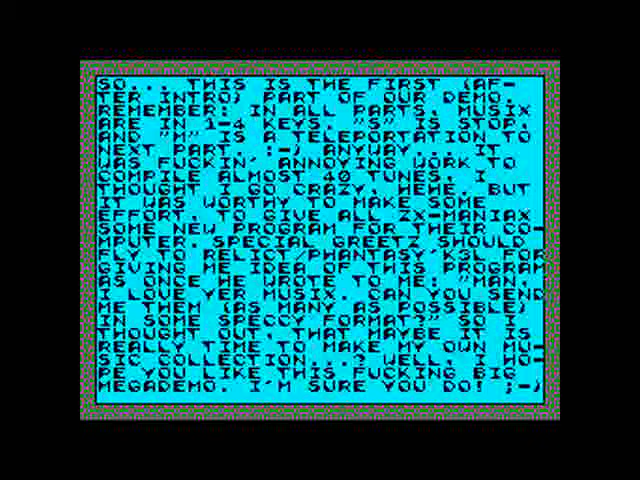 SO... THIS IS THE FIRST (AF-
TER INTRO) PART OF OUR DEMO.
REMEMBER: IN ALL PARTS, MUSIX
ARE IN 1-4 KEYS. "S" IS STOP.
AND "M" IS A TELEPORTATION TO
NEXT PART. :-) ANYWAY... IT
WAS FUCKIN' ANNOYING WORK TO
COMPILE ALMOST 40 TUNES. I
THOUGHT I GO CRAZY. HEHE. BUT
IT WAS WORTHY TO MAKE SOME
EFFORT, TO GIVE ALL ZX-MANIAX
SOME NEW PROGRAM FOR THEIR CO-
MPUTER. SPECIAL GREETZ SHOULD
FLY TO RELICT/PHANTASY'K3L FOR
GIVING ME IDEA OF THIS PROGRAM
AS ONCE HE WROTE TO ME: "MAN,
I LOVE YER MUSIX. CAN YOU SEND
ME THEM (AS MANY AS POSSIBLE)
IN SOME SPECCY FORMAT?" SO I
THOUGHT OUT, THAT MAYBE IT IS
REALLY TIME TO MAKE MY OWN MU-
SIC COLLECTION...? WELL, I HO-
PE YOU LIKE THIS FUCKING BIG
MEGADEMO. I'M SURE YOU DO! ;-)